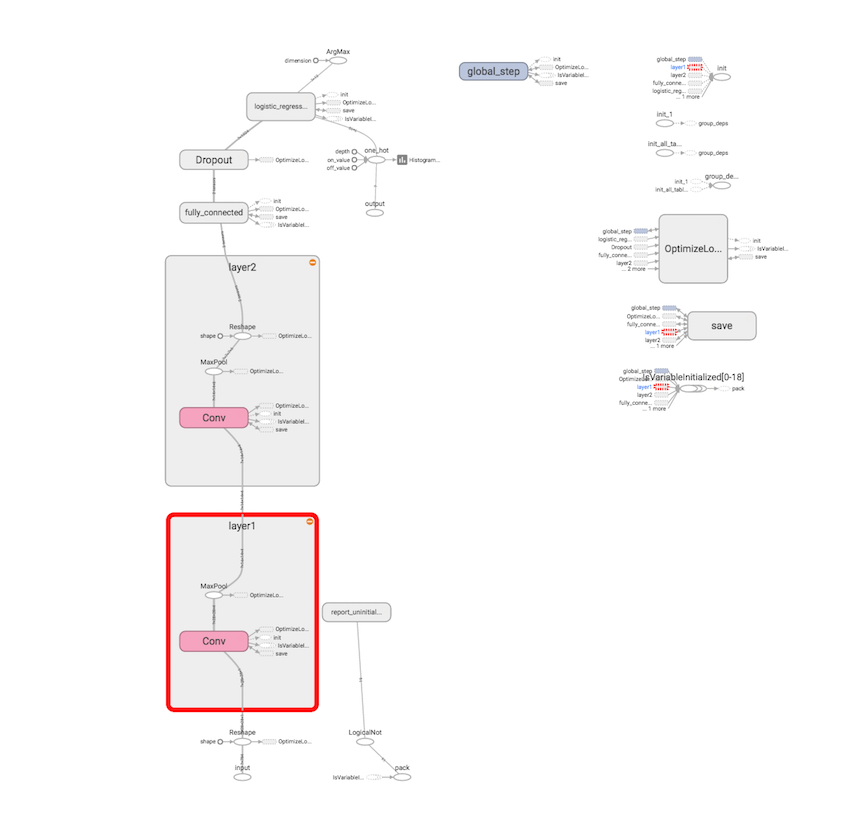 ArgMax
dimension
logistic_regress...
init
OptimizeLo...
save
IsVariableI...
Dropout
OptimizeLo...
depth
on_value
off_value
one_hot
Histogram...
output
fully_connected
init
OptimizeLo...
save
IsVariableI...
layer2
Reshape
shape
OptimizeLo...
MaxPool
OptimizeLo...
Conv
OptimizeLo...
init
IsVariableI...
save
layer1
MaxPool
OptimizeLo...
Conv
OptimizeLo...
init
IsVariableI...
save
Reshape
shape
OptimizeLo...
input
report_uninitial...
LogicalNot
IsVariableI...
pack
global_step
init
OptimizeLo...
IsVariableI...
save
global_step
layer1
layer2
fully_conne...
logistic_reg...
... 1 more
init
init_1
group_deps
init_all_ta...
group_deps
group_de...
init_1
init_all_tabl...
global_step
logistic_reg...
Dropout
fully_conne...
layer2
... 2 more
OptimizeLo...
init
IsVariableI...
save
global_step
OptimizeLo...
fully_conne...
layer1
layer2
... 1 more
save
global_step
IsVariableInitialized[0-18]
layer1
layer2
fully_conne...
... 1 more
pack